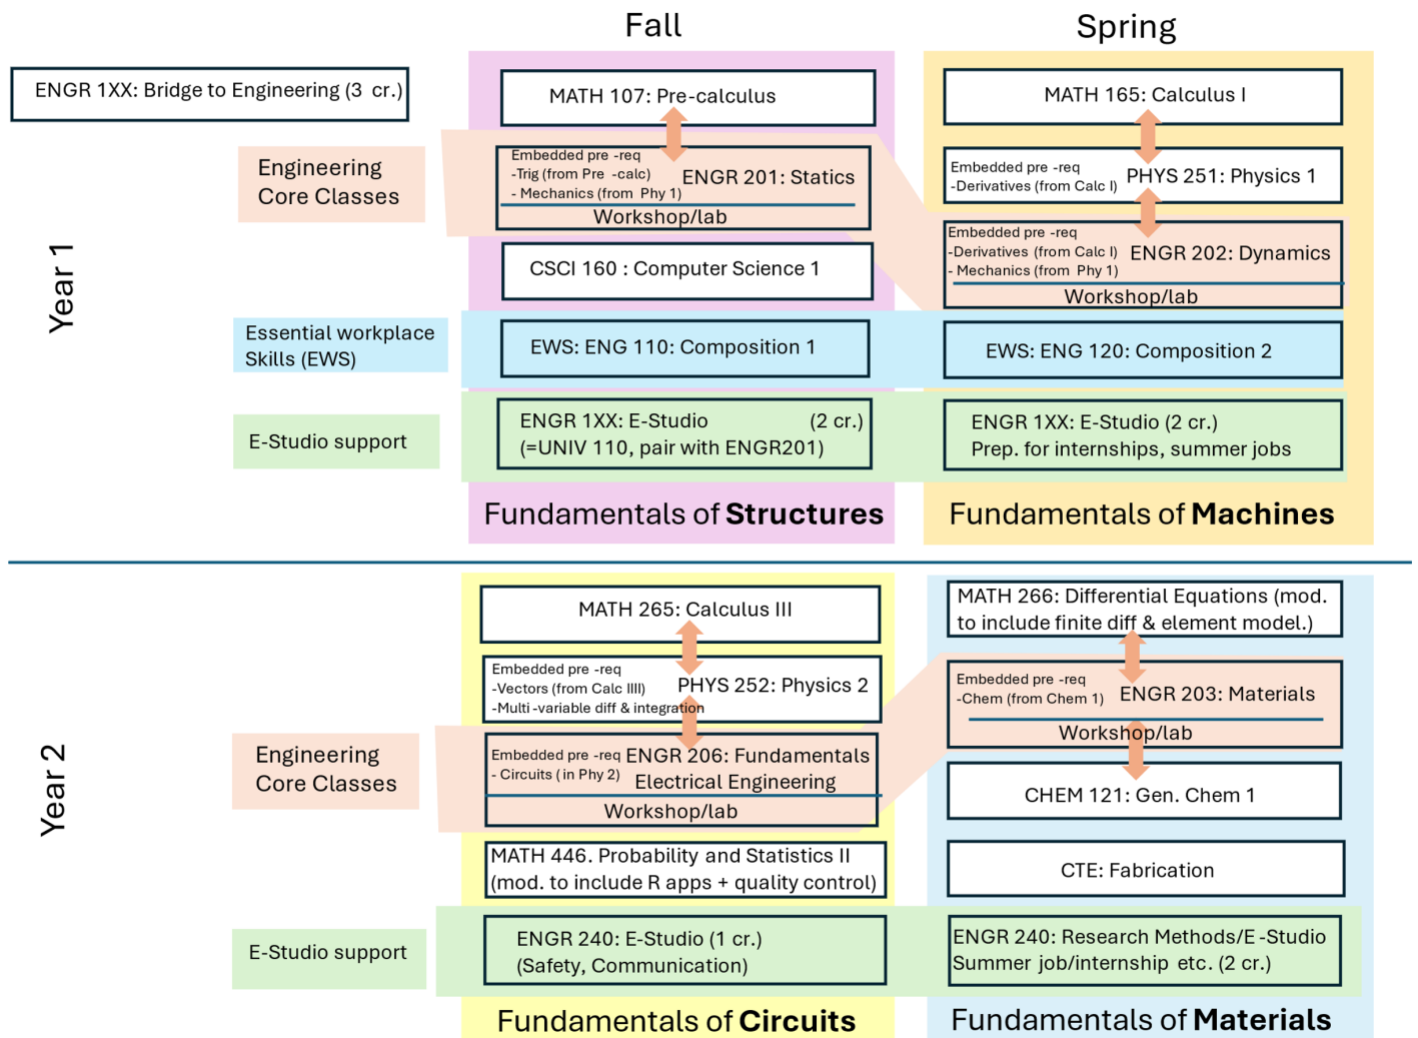 Fall
Spring
ENGR 1XX: Bridge to Engineering (3 cr.)
MATH 107: Pre-calculus
MATH 165: Calculus I
Engineering
Core Classes
Embedded pre -req
-Trig (from Pre -calc)
- Mechanics (from Phy 1)
ENGR 201: Statics
Workshop/lab
Embedded pre -req
-Derivatives (from Calc I)
PHYS 251: Physics 1
Year 1
CSCI 160 : Computer Science 1
Embedded pre -req
-Derivatives (from Calc I)
- Mechanics (from Phy 1)
ENGR 202: Dynamics
Workshop/lab
Essential workplace
Skills (EWS)
EWS: ENG 110: Composition 1
EWS: ENG 120: Composition 2
E-Studio support
ENGR 1XX: E-Studio (2 cr.)
(=UNIV 110, pair with ENGR201)
ENGR 1XX: E-Studio (2 cr.)
Prep. for internships, summer jobs
Fundamentals of Structures
Fundamentals of Machines
MATH 265: Calculus III
MATH 266: Differential Equations (mod.
to include finite diff & element model.)
Embedded pre -req
-Vectors (from Calc IIII)
-Multi -variable diff & integration
PHYS 252: Physics 2
Embedded pre -req
-Chem (from Chem 1)
ENGR 203: Materials
Workshop/lab
Year 2
Engineering
Core Classes
Embedded pre -req
- Circuits ( in Phy 2)
ENGR 206: Fundamentals
Electrical Engineering
Workshop/lab
CHEM 121: Gen. Chem 1
MATH 446. Probability and Statistics II
(mod. to include R apps + quality control)
CTE: Fabrication
E-Studio support
ENGR 240: E-Studio (1 cr.)
(Safety, Communication)
ENGR 240: Research Methods/E -Studio
Summer job/internship etc. (2 cr.)
Fundamentals of Circuits
Fundamentals of Materials